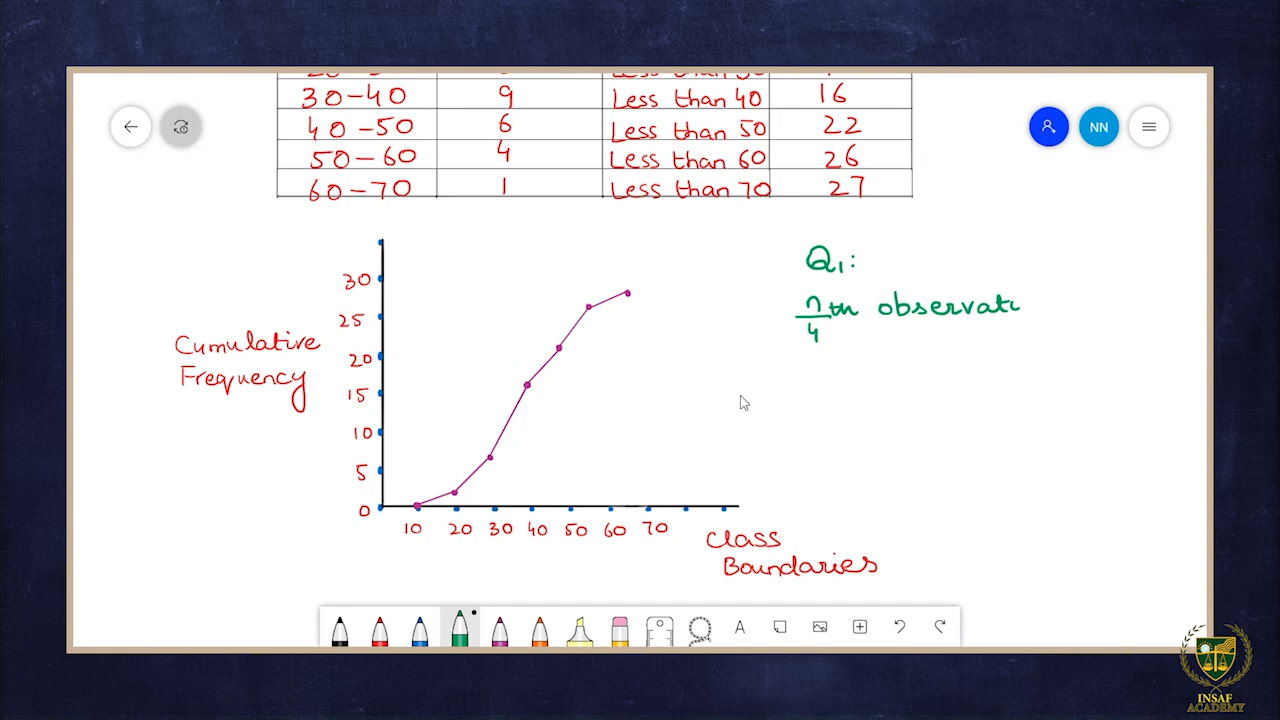 30-40 9 Less than 40 16
40-50 6 Less than 50 22
50-60 4 Less than 60 26
60-70 1 Less than 70 27
NN
Q1:
n/4 th observati
Cumulative
Frequency
30
25
20
15
10
5
0
10 20 30 40 50 60 70
Class
Boundaries
A
INSAF
ACADEMY